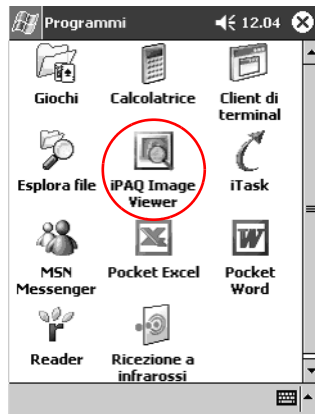 Programmi 12.04
Giochi Calcolatrice Client di
terminal
Esplora file iPAQ Image iTask
Viewer
MSN Pocket Excel Pocket
Messenger Word
Reader Ricezione a
infrarossi